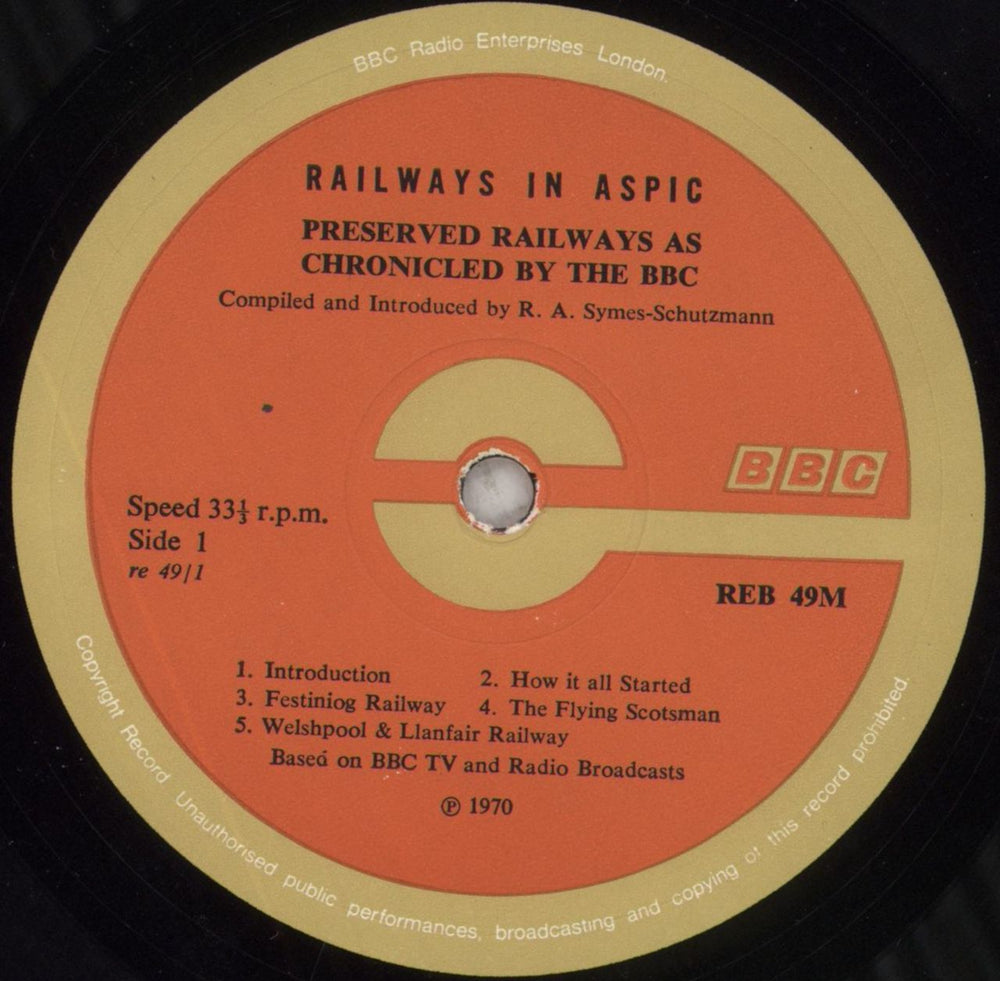 BBC Radio Enterprises London.
RAILWAYS IN ASPIC
PRESERVED RAILWAYS AS
CHRONICLED BY THE BBC
Compiled and Introduced by R. A. Symes-Schutzmann
BBC
Speed 33⅓ r.p.m.
Side 1
re 49/1
REB 49M
1. Introduction 2. How it all Started
3. Festiniog Railway 4. The Flying Scotsman
5. Welshpool & Llanfair Railway
Based on BBC TV and Radio Broadcasts
℗ 1970
Copyright Record Unauthorised public performances, broadcasting and copying of this record prohibited.